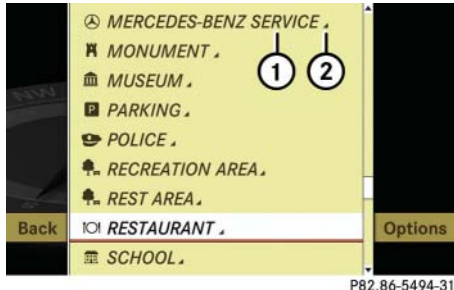 MERCEDES-BENZ SERVICE
1 2
MONUMENT
MUSEUM
P PARKING
POLICE
RECREATION AREA
REST AREA
NW
Back RESTAURANT Options
SCHOOL
P82.86-5494-31